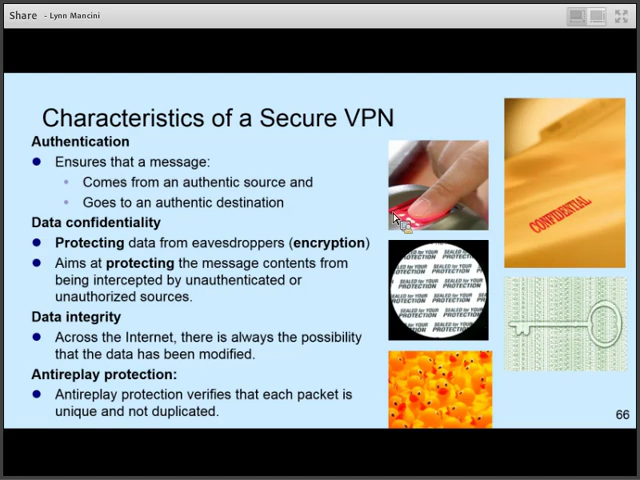 Share - Lynn Mancini
Characteristics of a Secure VPN
Authentication
Ensures that a message:
Comes from an authentic source and
Goes to an authentic destination
Data confidentiality
Protecting data from eavesdroppers (encryption)
Aims at protecting the message contents from
being intercepted by unauthenticated or
unauthorized sources.
Data integrity
Across the Internet, there is always the possibility
that the data has been modified.
Antireplay protection:
Antireplay protection verifies that each packet is
unique and not duplicated.
CONFIDENTIAL
SEALED for YOUR
PROTECTION
66